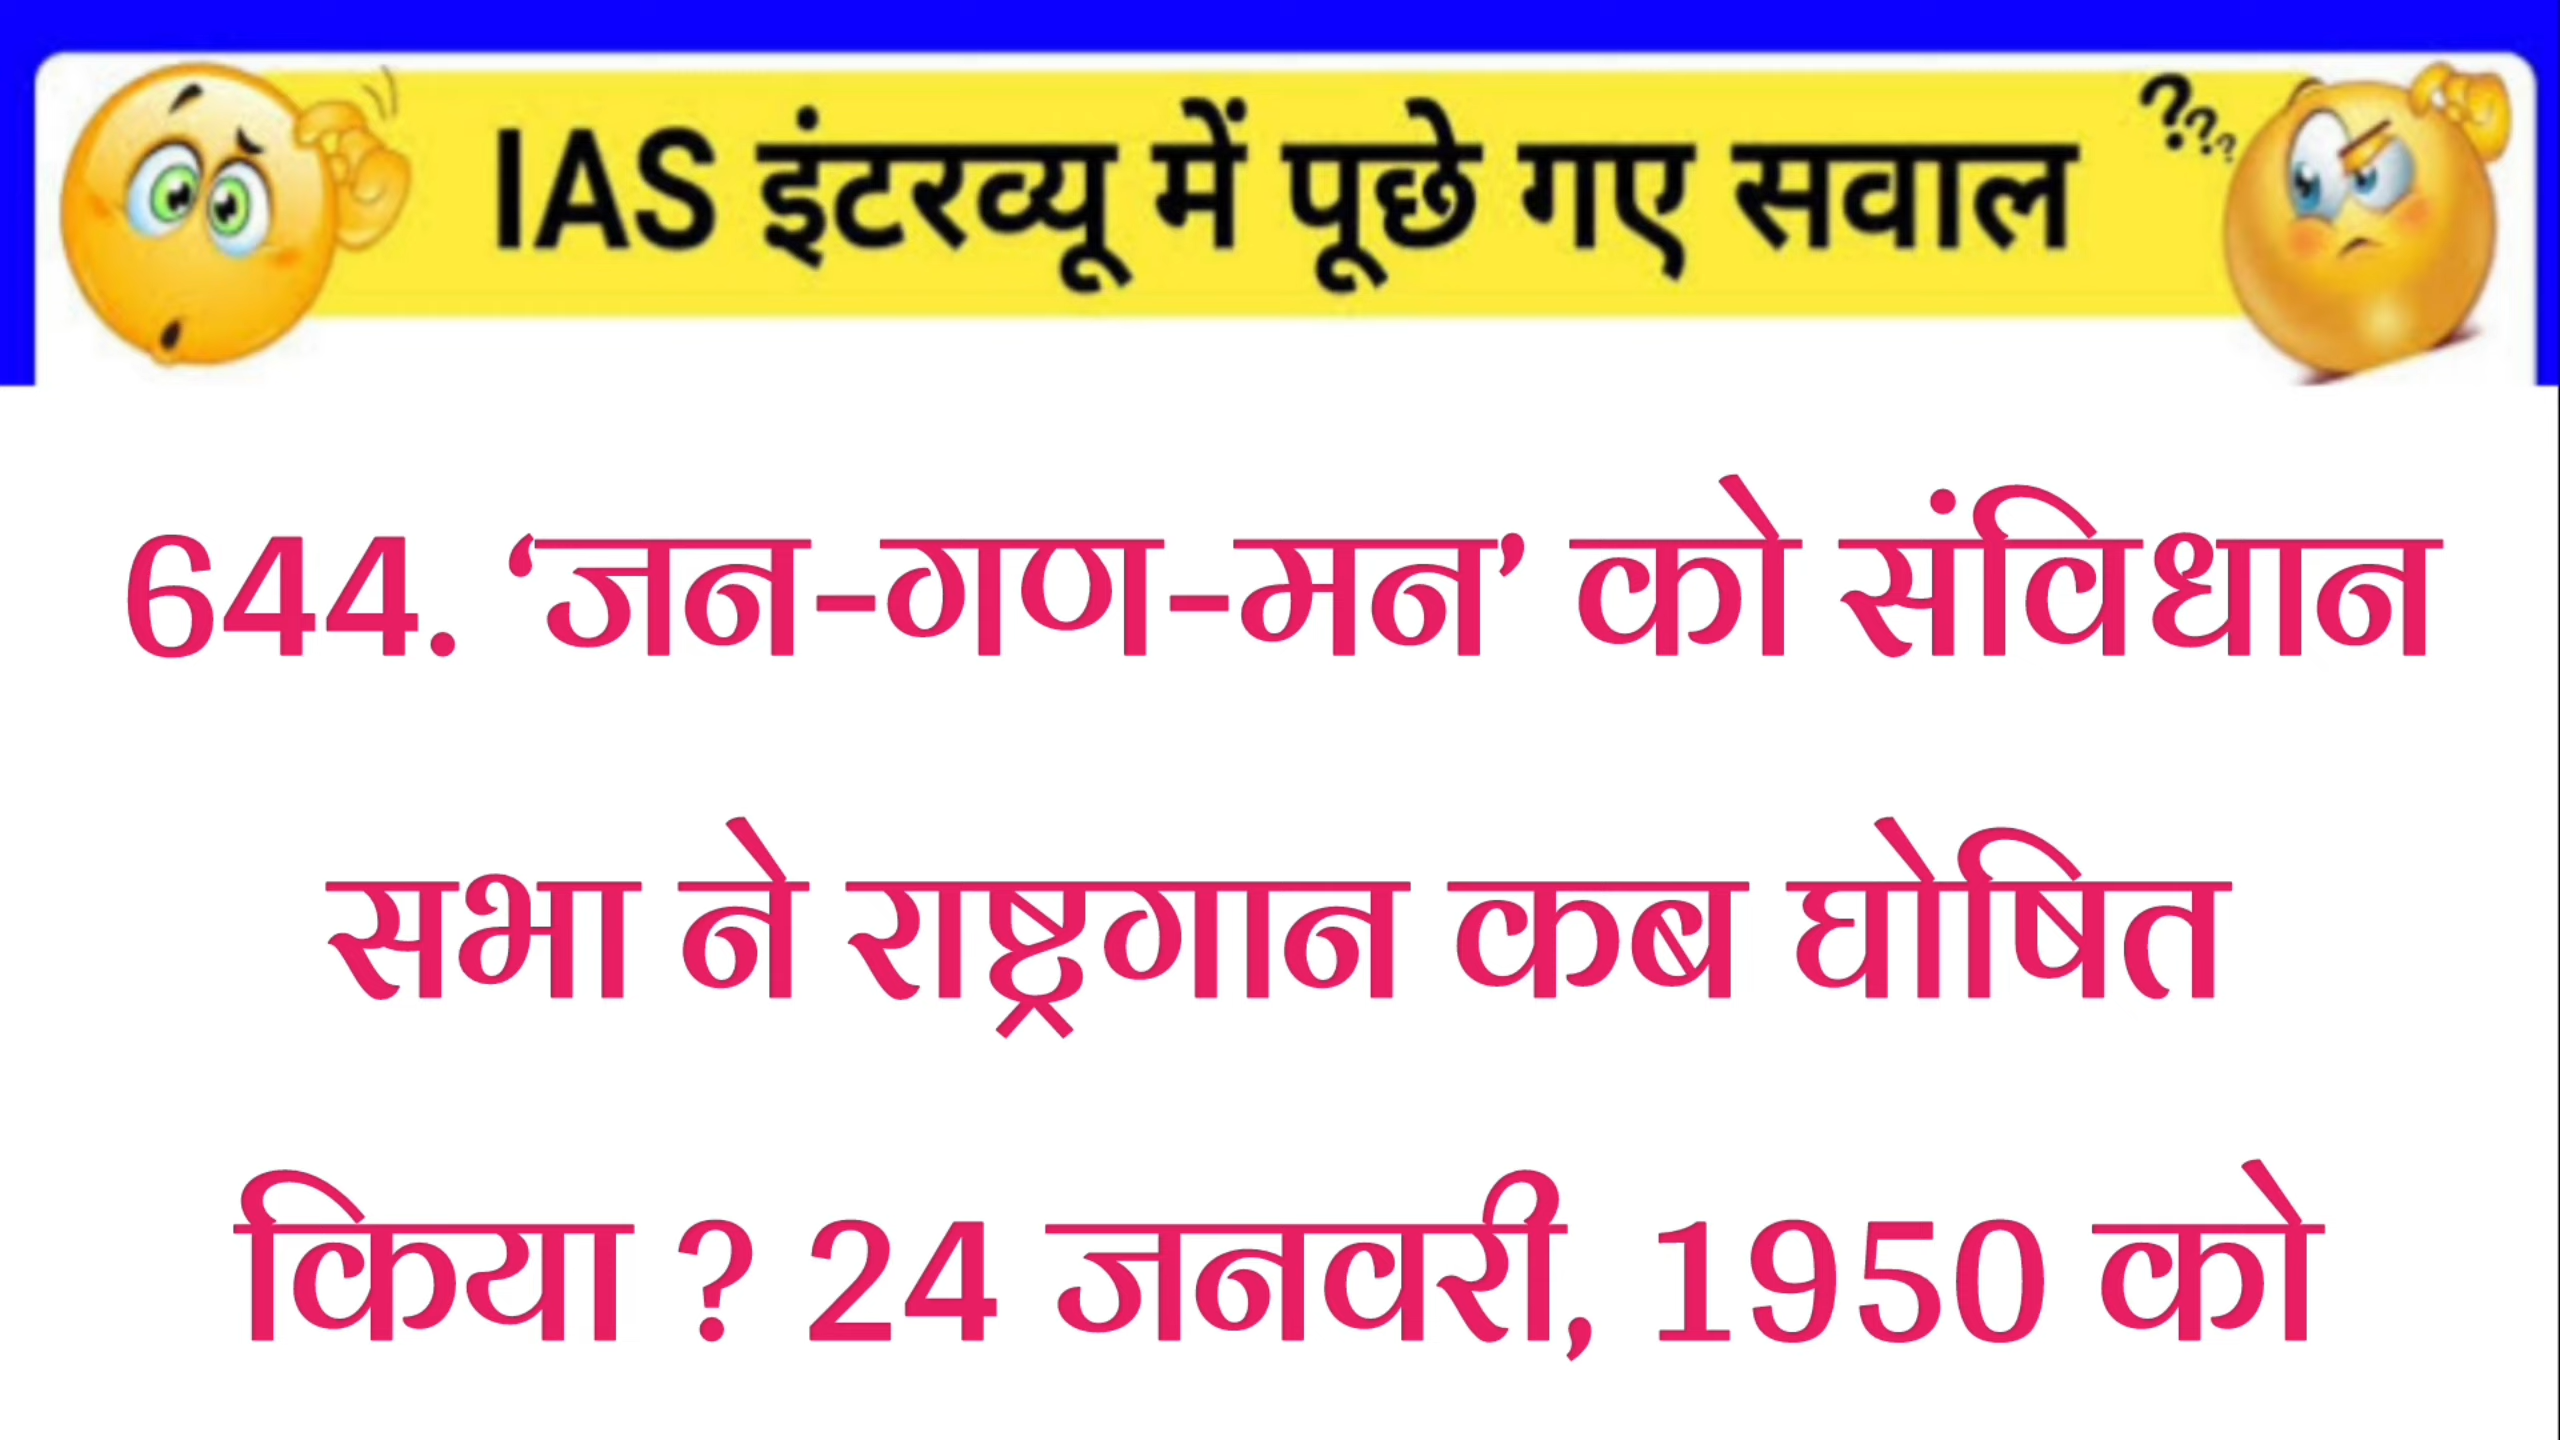 IAS इंटरव्यू में पूछे गए सवाल
???
644. ‘जन-गण-मन’ को संविधान
सभा ने राष्ट्रगान कब घोषित
किया ? 24 जनवरी, 1950 को